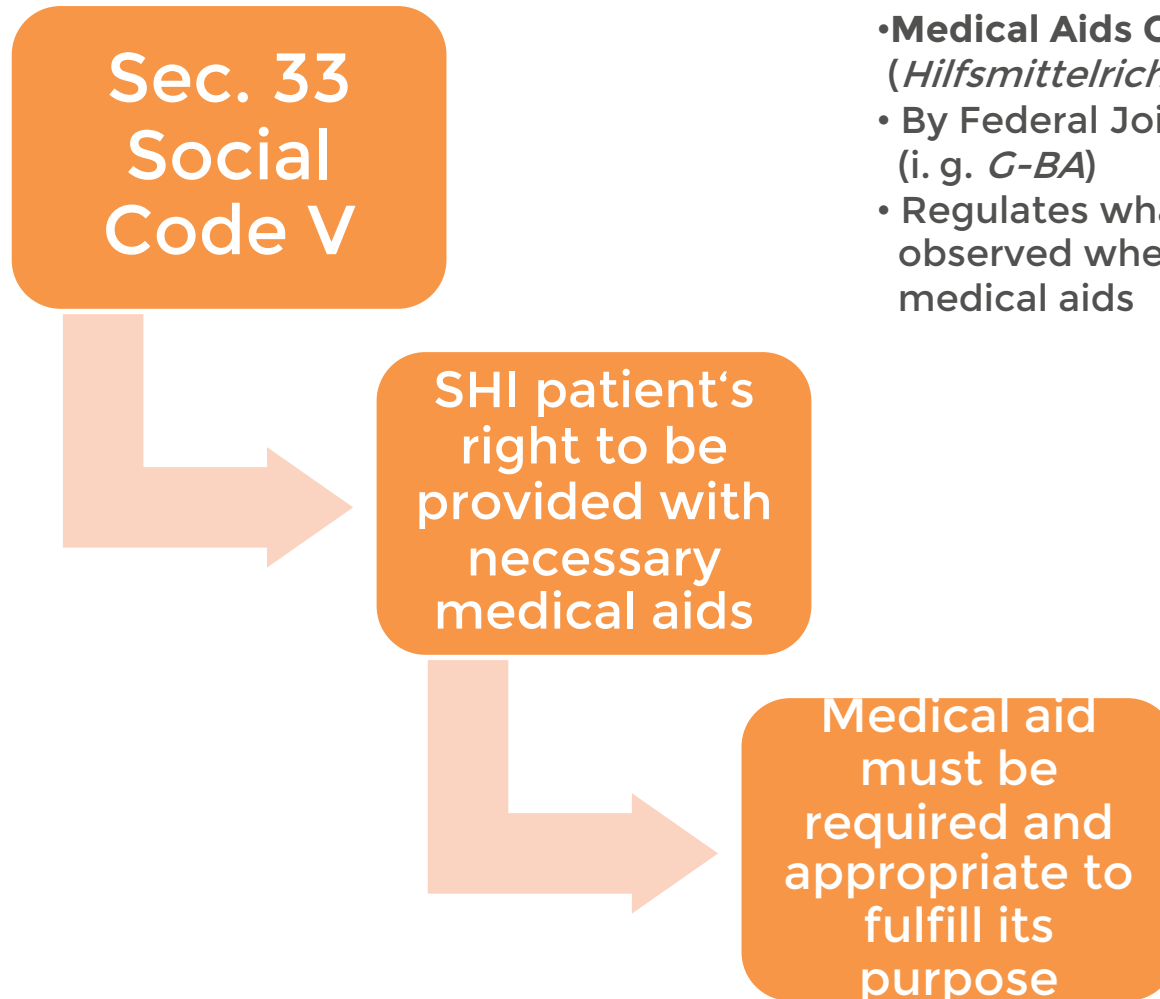 Sec. 33
Social
Code V
•Medical Aids
(Hilfsmittelrich
• By Federal Joi
(i. g. G-BA)
• Regulates wha
observed whe
medical aids
SHI patient‘s
right to be
provided with
necessary
medical aids
Medical aid
must be
required and
appropriate to
fulfill its
purpose